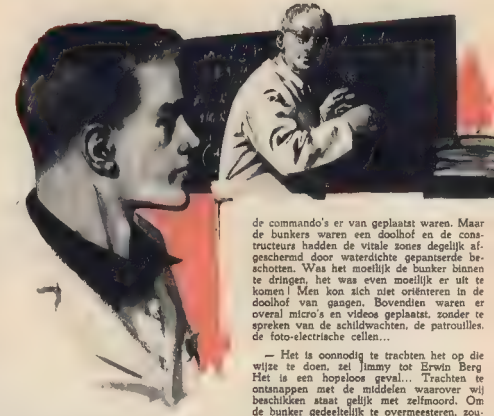 de commando's er van geplaatst waren. Maar
de bunkers waren een doolhof en de cons-
tructeurs hadden de vitale zones degelijk af-
geschermd door waterdichte gepantserde be-
schotten. Was het moeilijk de bunker binnen
te dringen, het was even moeilijk er uit te
komen ! Men kon zich niet oriënteren in de
doolhof van gangen. Bovendien waren er
overal micro's en videos geplaatst, zonder te
spreken van de schildwachten, de patrouilles,
de foto-electrische cellen...
— Het is onnodig te trachten het op die
wijze te doen, zei Jimmy tot Erwin Berg
Het is een hopeloos geval... Trachten te
ontsnappen met de middelen waarover wij
beschikken staat gelijk met zelfmoord. Om
de bunker gedeeltelijk te overmeesteren, zou-